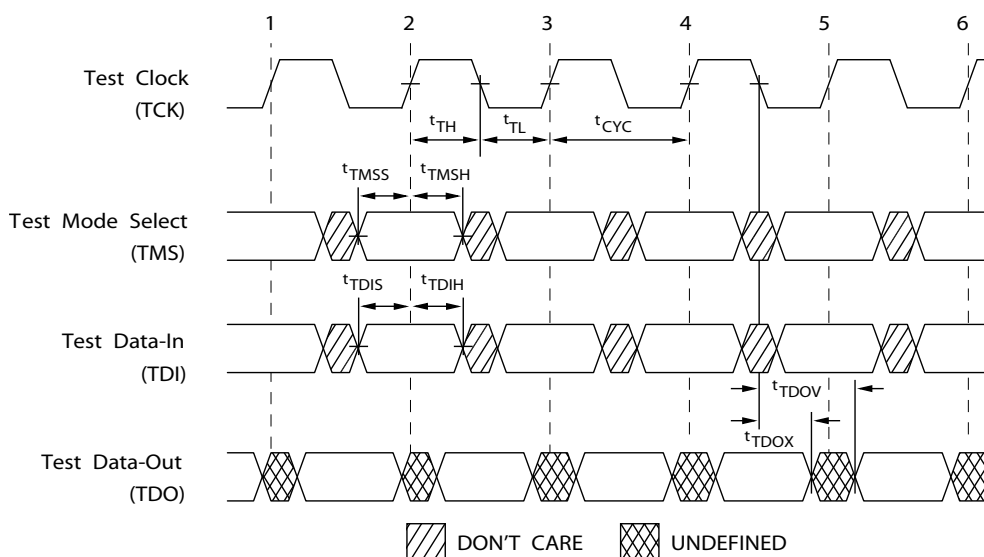 1 2 3 4 5 6
Test Clock
(TCK)
tTH tTL tCYC
tTMSS tTMSH
Test Mode Select
(TMS)
tTDIS tTDIH
Test Data-In
(TDI)
tTDOV
tTDOX
Test Data-Out
(TDO)
DON'T CARE UNDEFINED